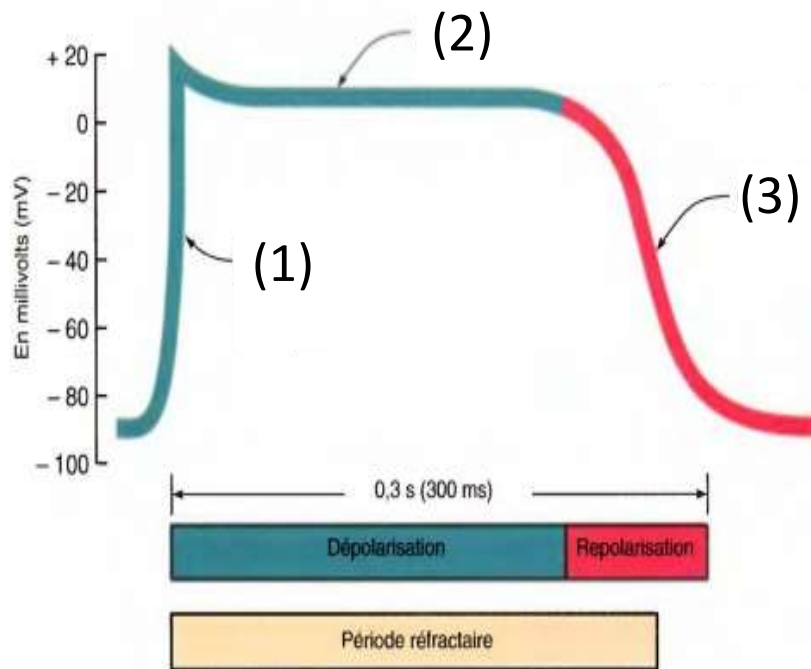 (2)
+ 20
0
− 20
(3)
(1)
− 40
− 60
− 80
− 100
En millivolts (mV)
0,3 s (300 ms)
Dépolarisation
Repolarisation
Période réfractaire